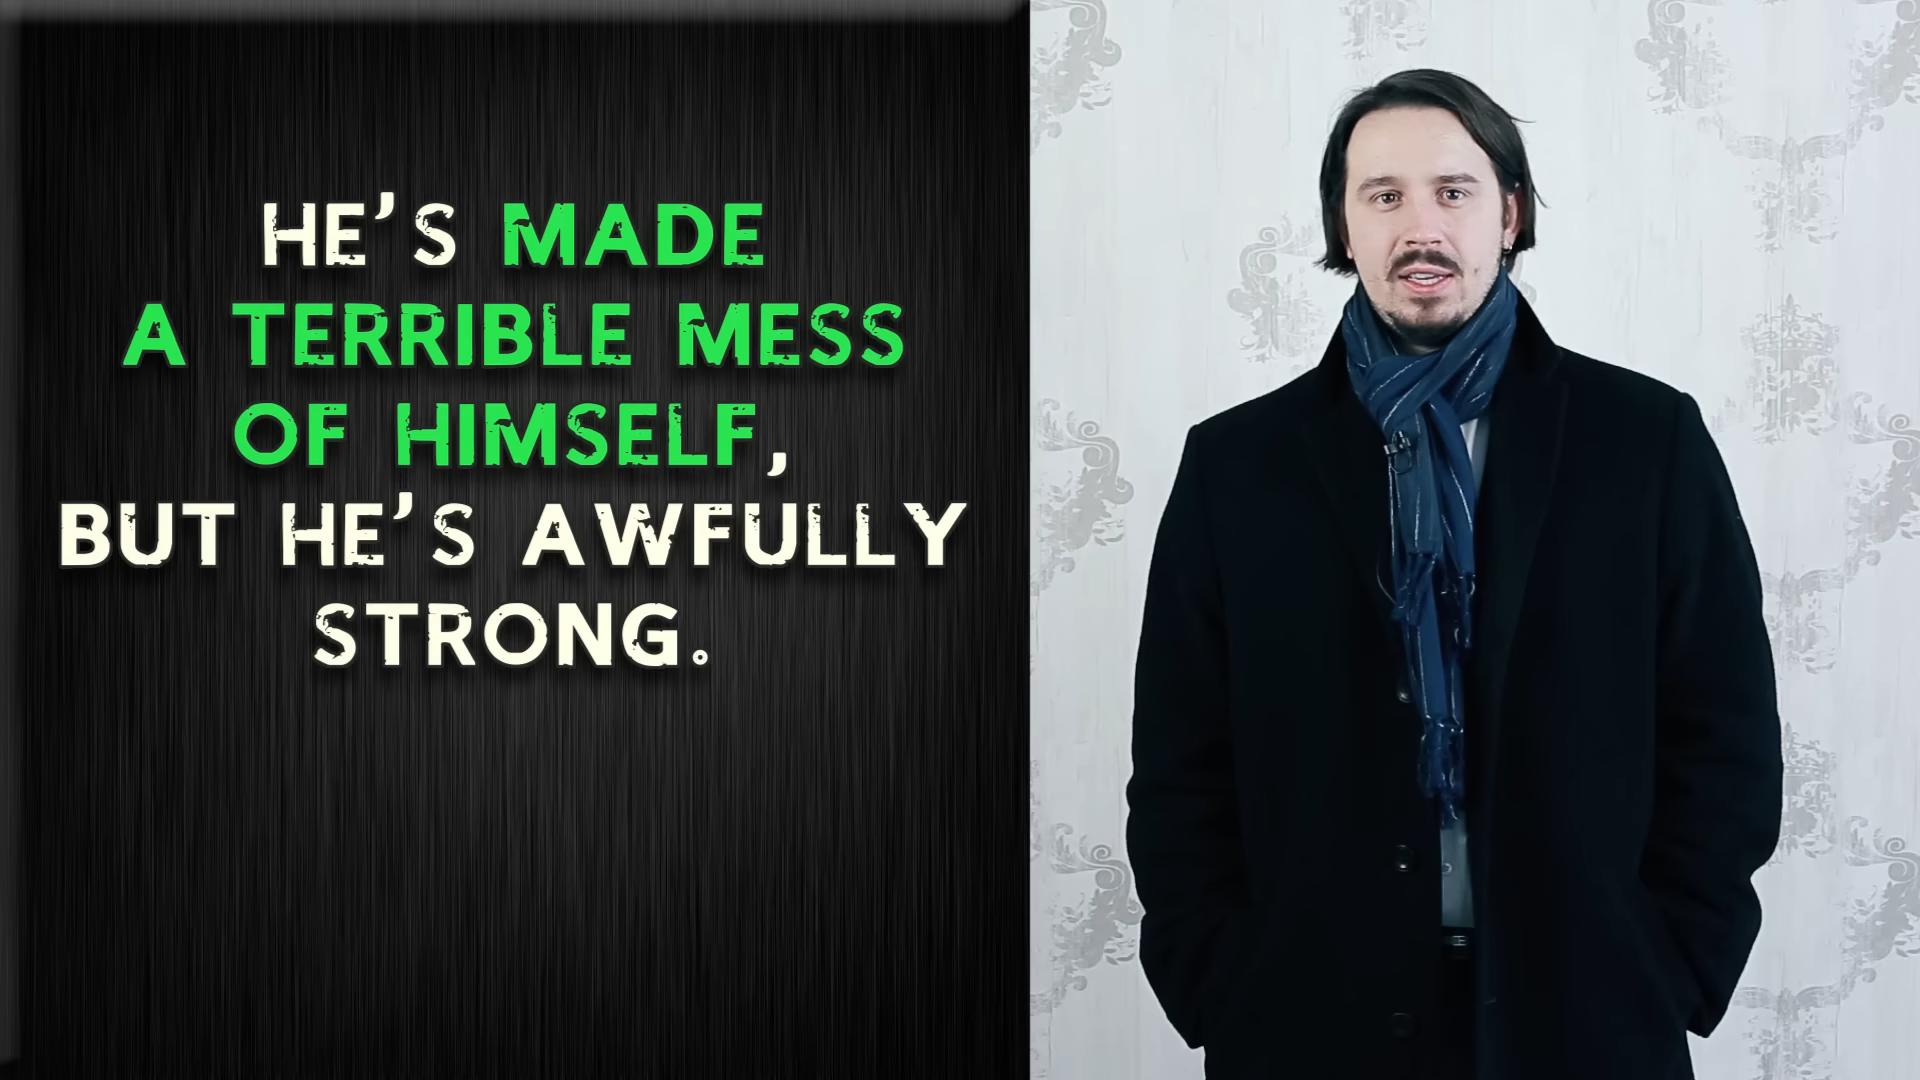 HE'S MADE
A TERRIBLE MESS
OF HIMSELF,
BUT HE'S AWFULLY
STRONG.